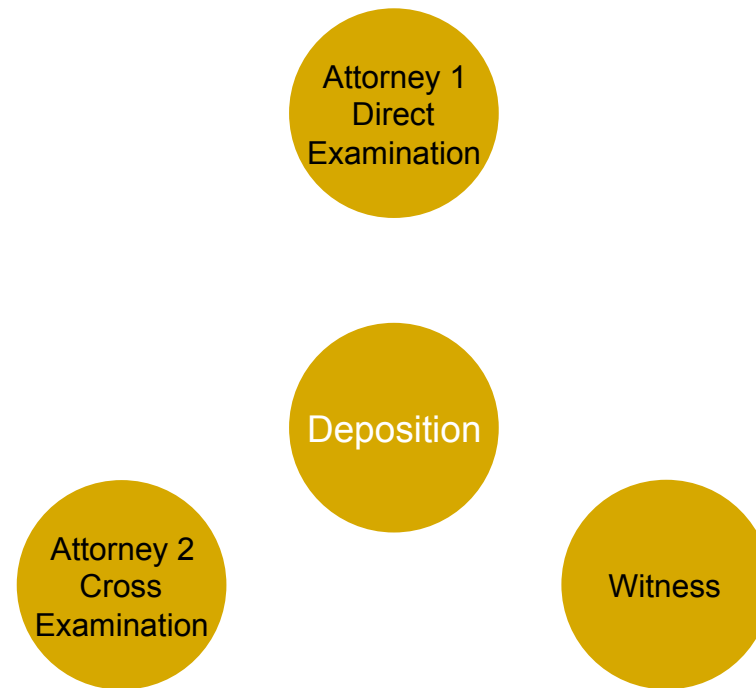 Attorney 1
Direct
Examination
Deposition
Attorney 2
Cross
Examination
Witness